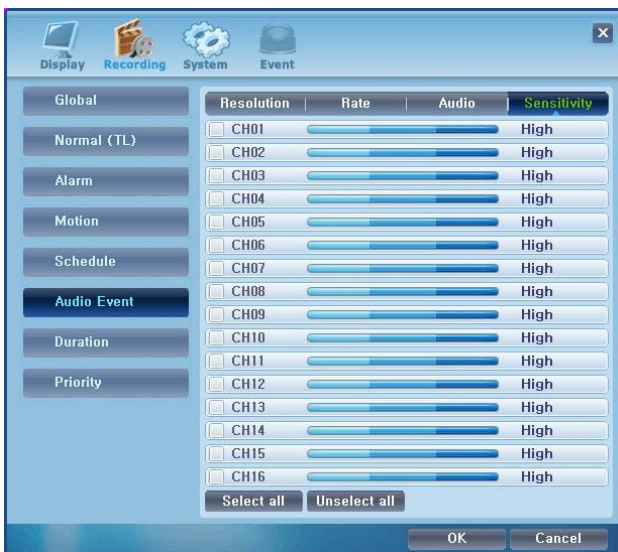 Display Recording System Event
Global
Normal (TL)
Alarm
Motion
Schedule
Audio Event
Duration
Priority
Resolution | Rate | Audio | Sensitivity
CH01 High
CH02 High
CH03 High
CH04 High
CH05 High
CH06 High
CH07 High
CH08 High
CH09 High
CH10 High
CH11 High
CH12 High
CH13 High
CH14 High
CH15 High
CH16 High
Select all Unselect all
OK Cancel